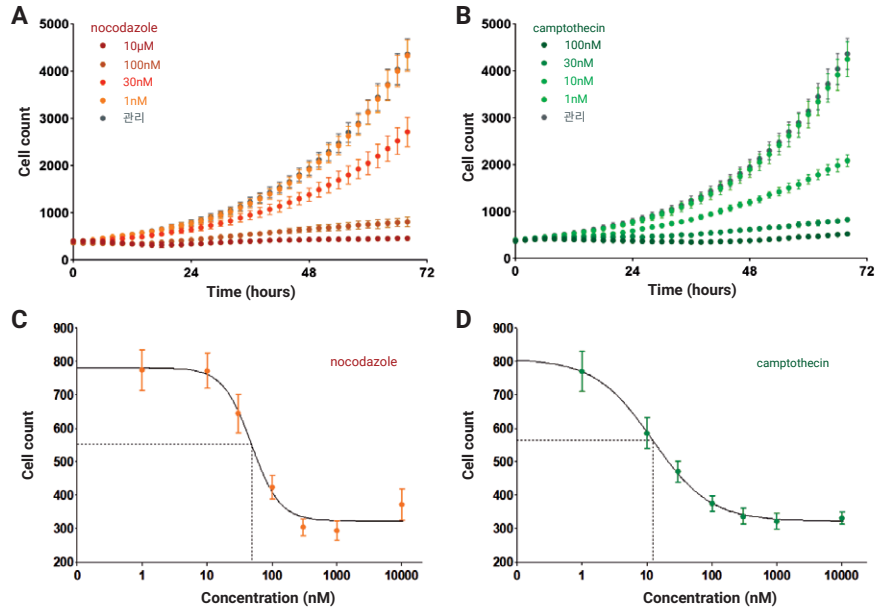 A
5000
4000
3000
2000
1000
0
Cell count
nocodazole
10μM
100nM
30nM
1nM
관리
0
24
48
72
Time (hours)
B
5000
4000
3000
2000
1000
0
Cell count
camptothecin
100nM
30nM
10nM
1nM
관리
0
24
48
72
Time (hours)
C
900
800
700
600
500
400
300
200
Cell count
nocodazole
0
1
10
100
1000
10000
Concentration (nM)
D
900
800
700
600
500
400
300
200
Cell count
camptothecin
0
1
10
100
1000
10000
Concentration (nM)